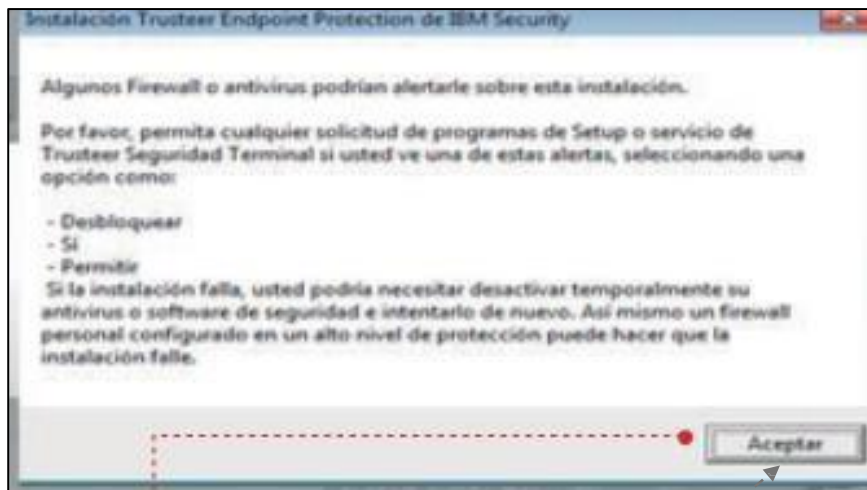 Instalación Trusteer Endpoint Protection de IBM Security
Algunos Firewall o antivirus podrían alertarle sobre esta instalación.
Por favor, permita cualquier solicitud de programas de Setup o servicio de
Trusteer Seguridad Terminal si usted ve una de estas alertas, seleccionando una
opción como:
- Desbloquear
- Si
- Permitir
Si la instalación falla, usted podría necesitar desactivar temporalmente su
antivirus o software de seguridad e intentarlo de nuevo. Así mismo un firewall
personal configurado en un alto nivel de protección puede hacer que la
instalación falle.
Aceptar